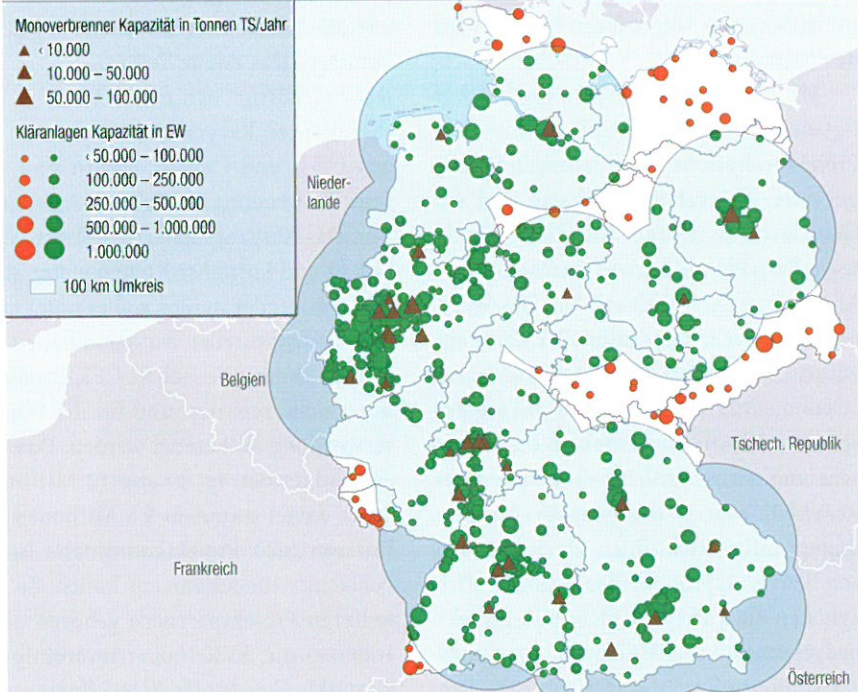 Monoverbrenner Kapazität in Tonnen TS/Jahr
< 10.000
10.000 – 50.000
50.000 – 100.000
Kläranlagen Kapazität in EW
< 50.000 – 100.000
100.000 – 250.000
250.000 – 500.000
500.000 – 1.000.000
1.000.000
100 km Umkreis
Nieder-
lande
Belgien
Tschech. Republik
Frankreich
Österreich